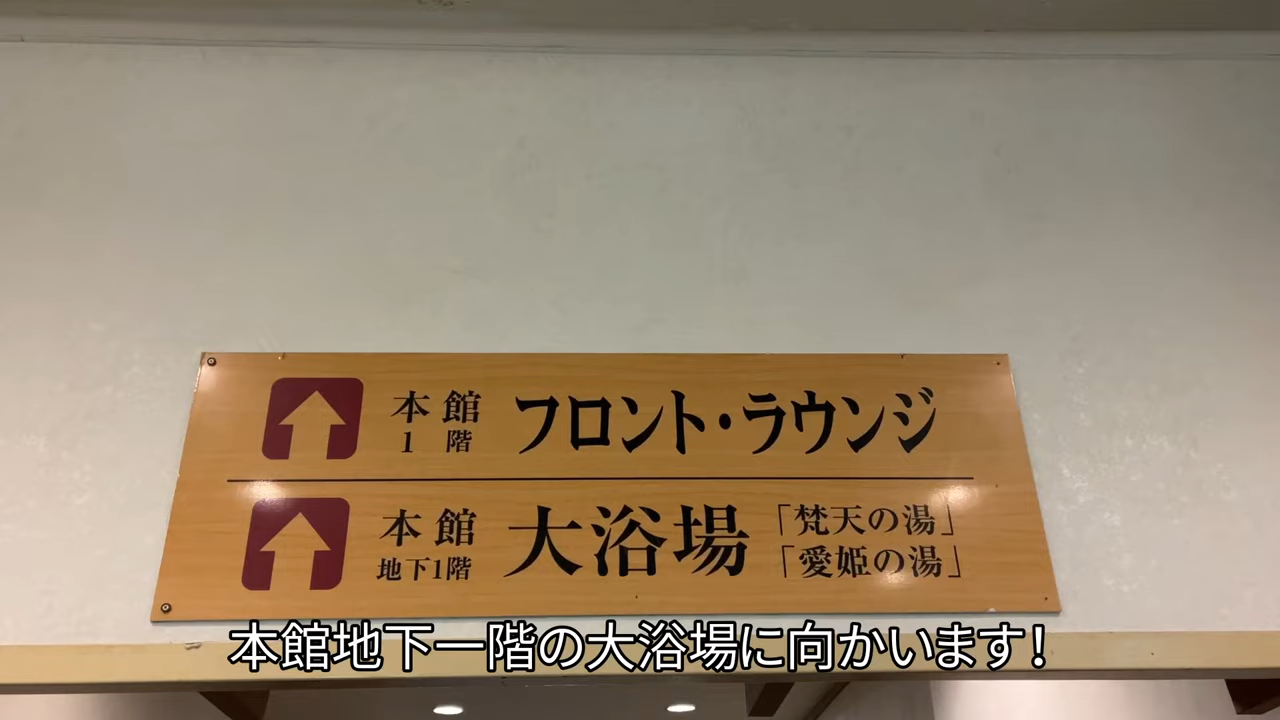 本館 1階 フロント・ラウンジ
本館 地下1階 大浴場 「梵天の湯」
「愛姫の湯」
本館地下一階の大浴場に向かいます!